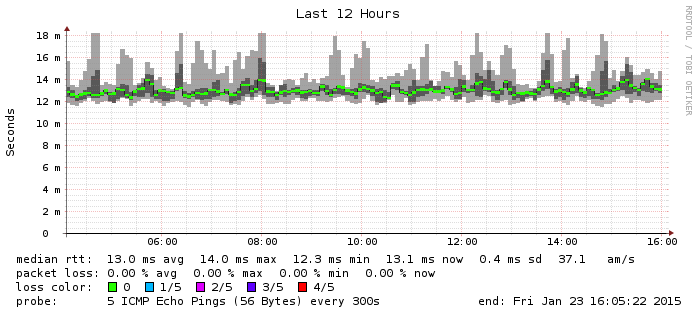 Last 12 Hours
RRDTOOL / TOBI OETIKER
Seconds
18 m
16 m
14 m
12 m
10 m
8 m
6 m
4 m
2 m
0
06:00 08:00 10:00 12:00 14:00 16:00
median rtt: 13.0 ms avg 14.0 ms max 12.3 ms min 13.1 ms now 0.4 ms sd 37.1 am/s
packet loss: 0.00 % avg 0.00 % max 0.00 % min 0.00 % now
loss color: 0 1/5 2/5 3/5 4/5
probe: 5 ICMP Echo Pings (56 Bytes) every 300s end: Fri Jan 23 16:05:22 2015